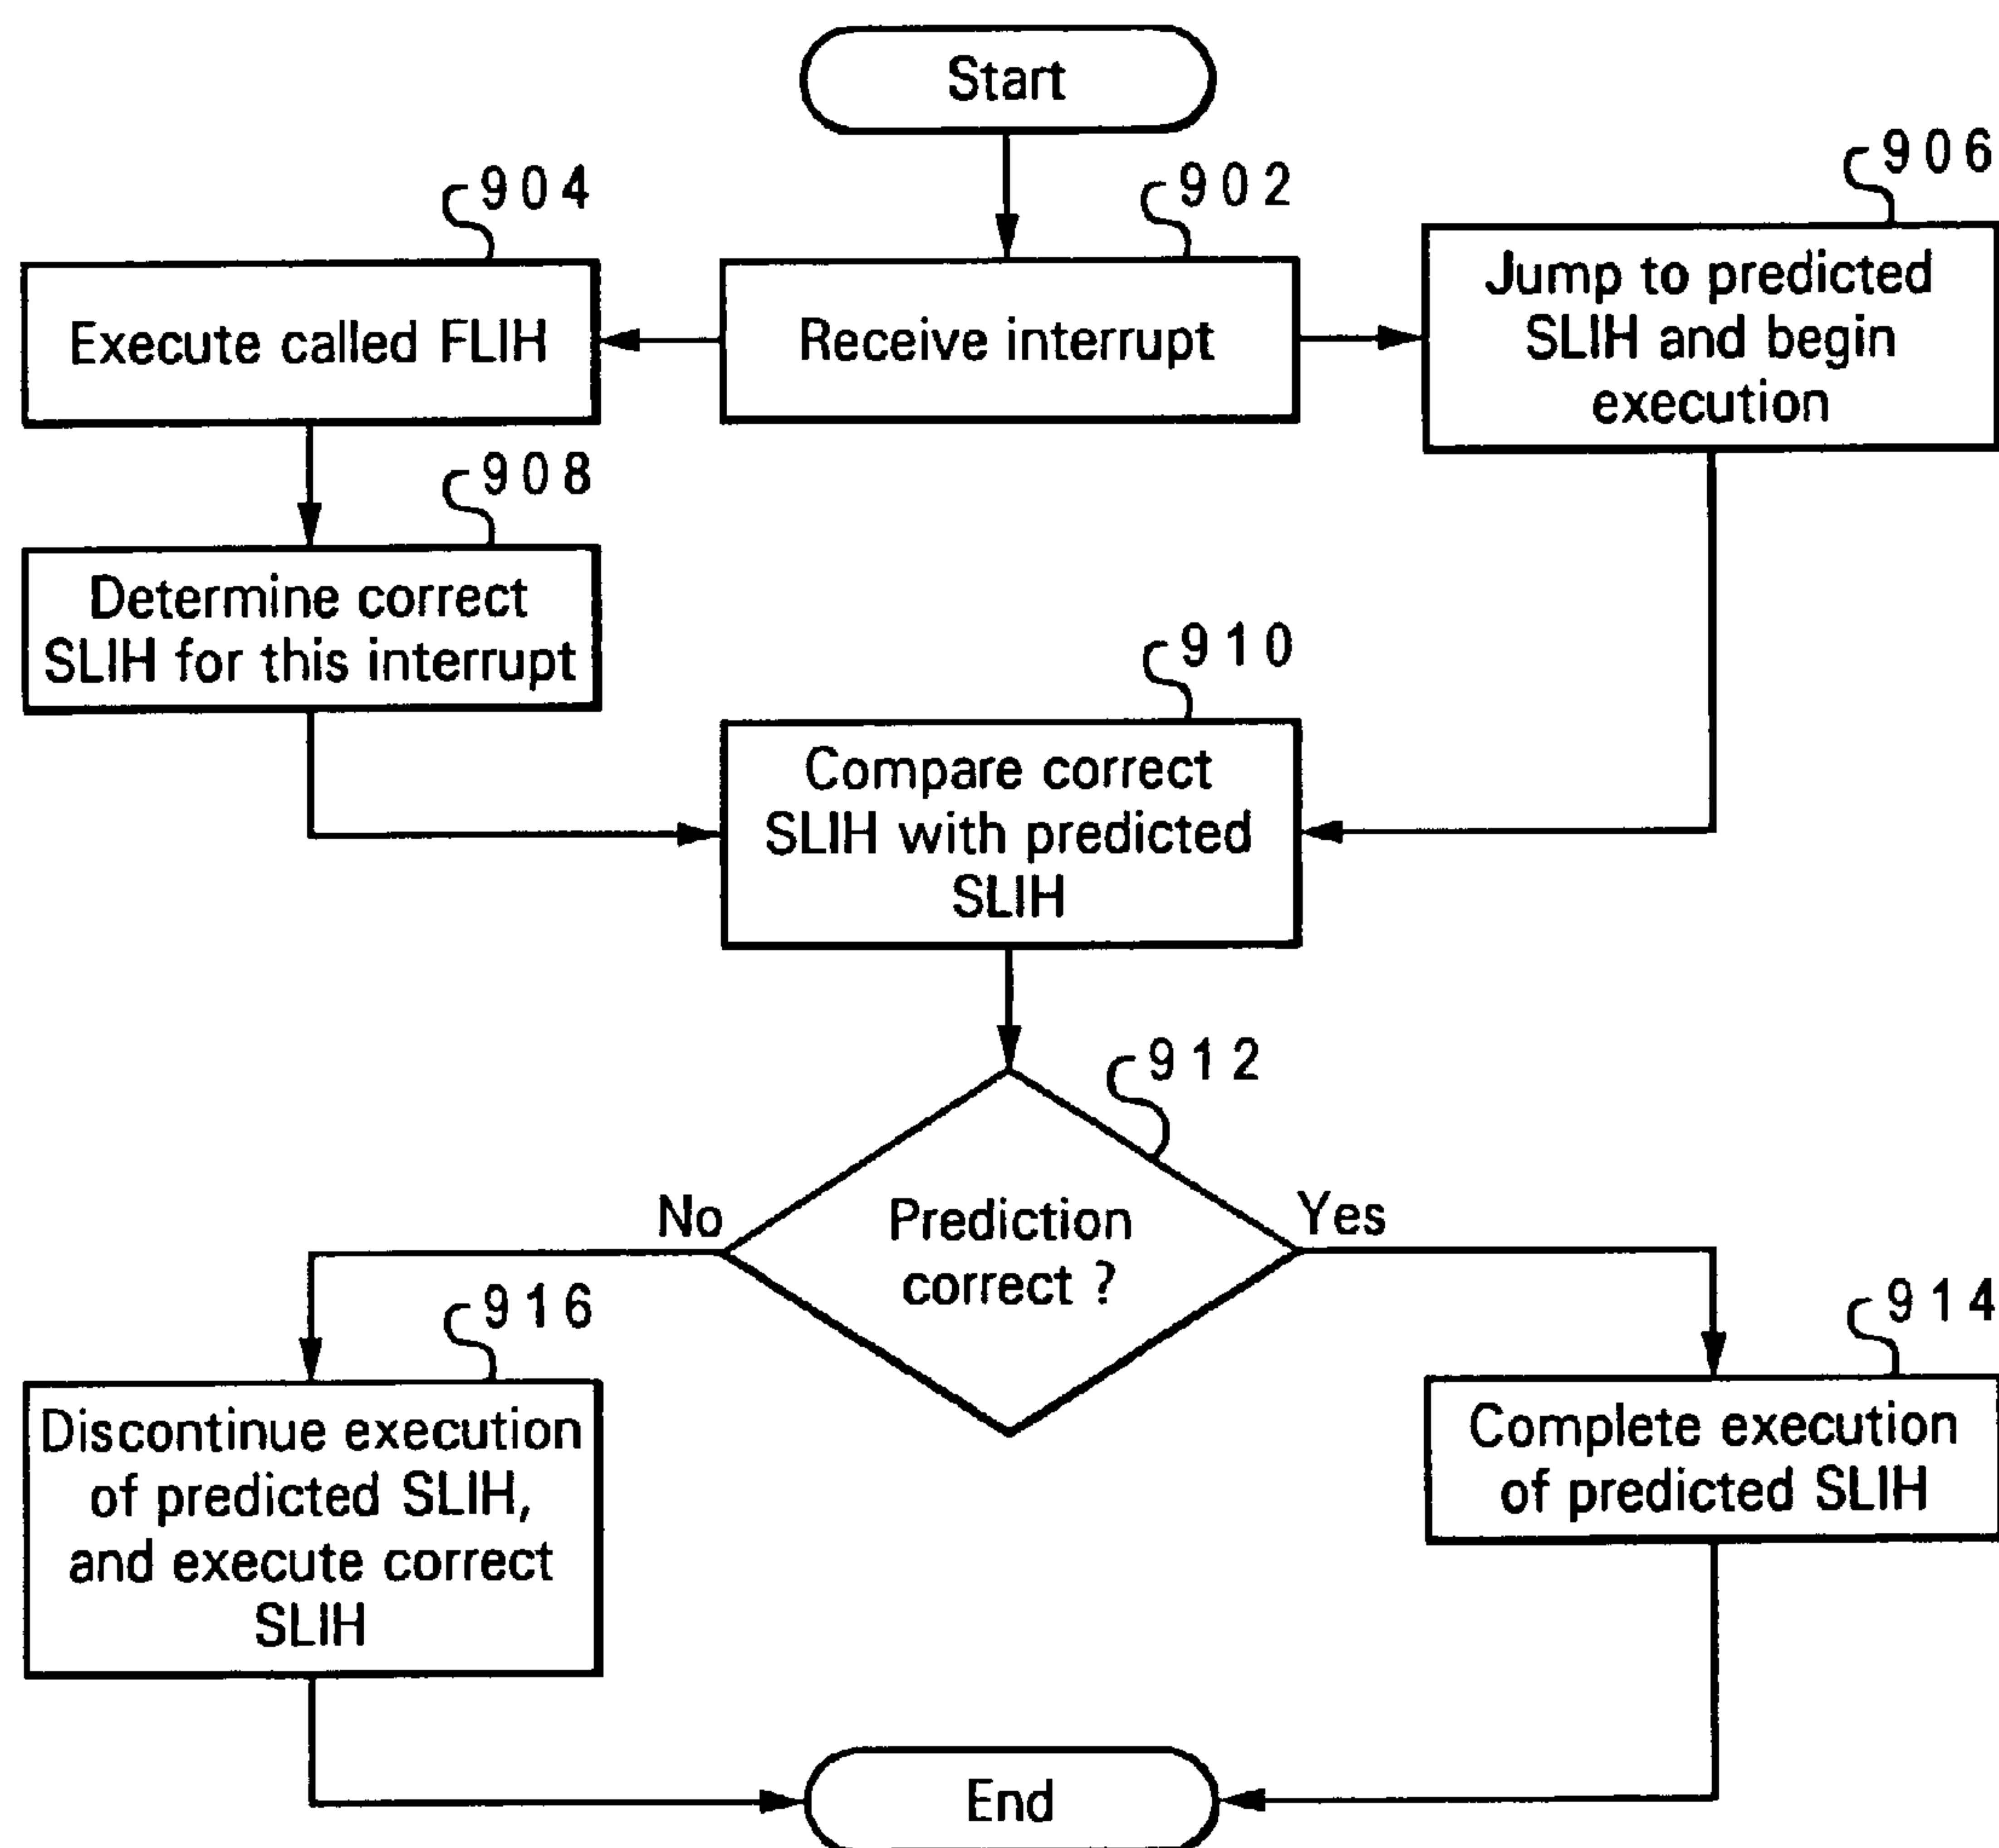 Start
904
902
906
Execute called FLIH
Receive interrupt
Jump to predicted
SLIH and begin
execution
908
Determine correct
SLIH for this interrupt
910
Compare correct
SLIH with predicted
SLIH
912
No
Prediction
correct ?
Yes
916
914
Discontinue execution
of predicted SLIH,
and execute correct
SLIH
Complete execution
of predicted SLIH
End